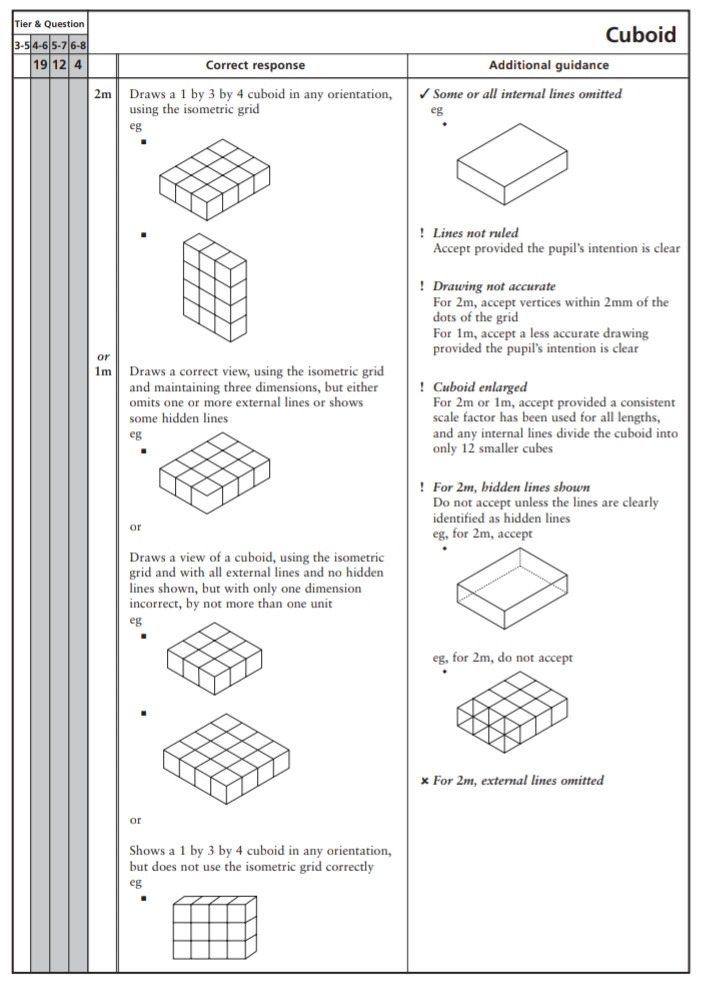 Tier & Question
Cuboid
3-5 4-6 5-7 6-8
19 12 4
Correct response
Additional guidance
2m
Draws a 1 by 3 by 4 cuboid in any orientation,
using the isometric grid
eg
or
1m
Draws a correct view, using the isometric grid
and maintaining three dimensions, but either
omits one or more external lines or shows
some hidden lines
eg
or
Draws a view of a cuboid, using the isometric
grid and with all external lines and no hidden
lines shown, but with only one dimension
incorrect, by not more than one unit
eg
or
Shows a 1 by 3 by 4 cuboid in any orientation,
but does not use the isometric grid correctly
eg
✓ Some or all internal lines omitted
eg
! Lines not ruled
Accept provided the pupil's intention is clear
! Drawing not accurate
For 2m, accept vertices within 2mm of the
dots of the grid
For 1m, accept a less accurate drawing
provided the pupil's intention is clear
! Cuboid enlarged
For 2m or 1m, accept provided a consistent
scale factor has been used for all lengths,
and any internal lines divide the cuboid into
only 12 smaller cubes
! For 2m, hidden lines shown
Do not accept unless the lines are clearly
identified as hidden lines
eg, for 2m, accept
eg, for 2m, do not accept
× For 2m, external lines omitted